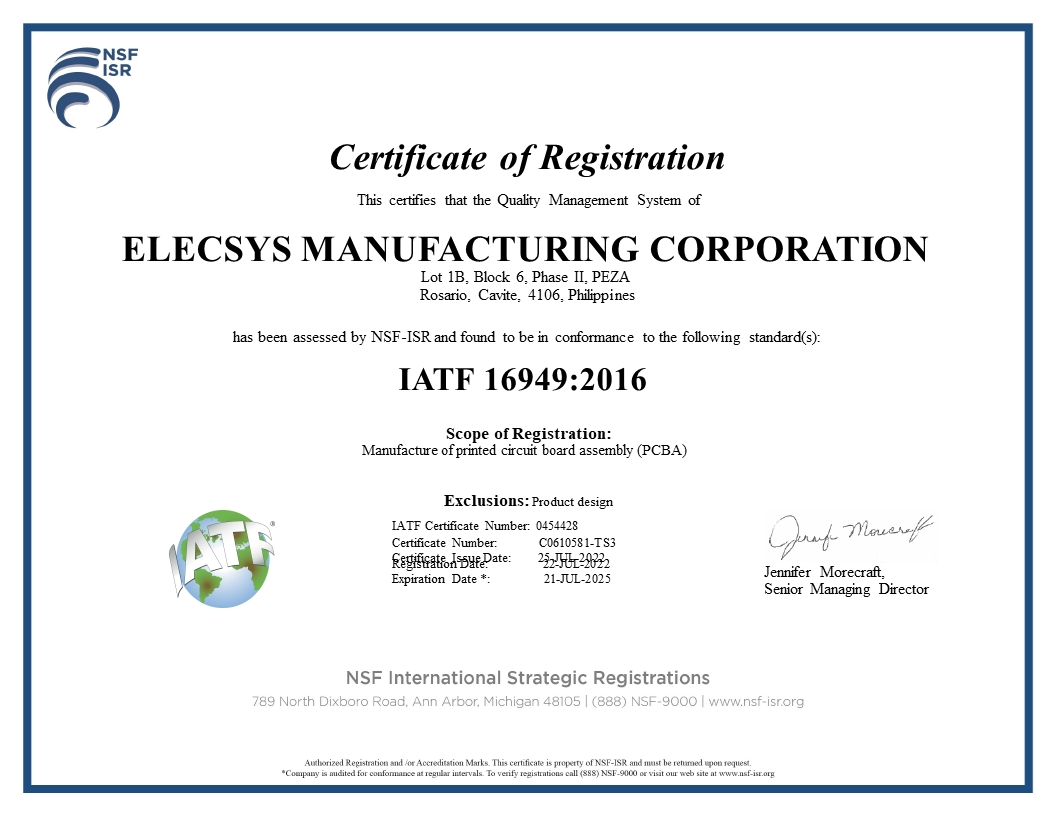 NSF
ISR
Certificate of Registration
This certifies that the Quality Management System of
ELECSYS MANUFACTURING CORPORATION
Lot 1B, Block 6, Phase II, PEZA
Rosario, Cavite, 4106, Philippines
has been assessed by NSF-ISR and found to be in conformance to the following standard(s):
IATF 16949:2016
Scope of Registration:
Manufacture of printed circuit board assembly (PCBA)
Exclusions: Product design
IATF Certificate Number: 0454428
Certificate Number: C0610581-TS3
Certificate Issue Date: 25-JUL-2022
Registration Date: 22-JUL-2022
Expiration Date *: 21-JUL-2025
IATF®
Jennifer Morecraft
Jennifer Morecraft,
Senior Managing Director
NSF International Strategic Registrations
789 North Dixboro Road, Ann Arbor, Michigan 48105 | (888) NSF-9000 | www.nsf-isr.org
Authorized Registration and /or Accreditation Marks. This certificate is property of NSF-ISR and must be returned upon request.
*Company is audited for conformance at regular intervals. To verify registrations call (888) NSF-9000 or visit our web site at www.nsf-isr.org